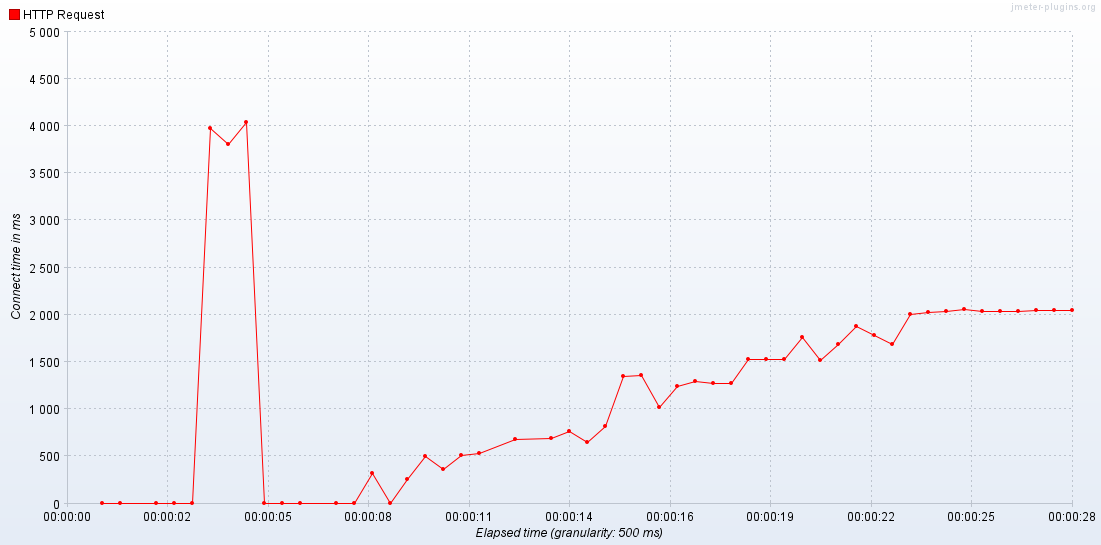 HTTP Request
jmeter-plugins.org
5 000
4 500
4 000
3 500
3 000
2 500
2 000
1 500
1 000
500
0
Connect time in ms
00:00:00 00:00:02 00:00:05 00:00:08 00:00:11 00:00:14 00:00:16 00:00:19 00:00:22 00:00:25 00:00:28
Elapsed time (granularity: 500 ms)